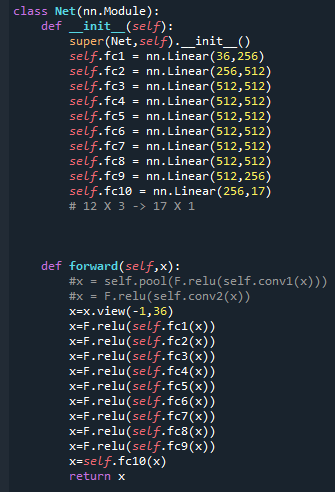 class Net(nn.Module):
    def __init__(self):
        super(Net,self).__init__()
        self.fc1 = nn.Linear(36,256)
        self.fc2 = nn.Linear(256,512)
        self.fc3 = nn.Linear(512,512)
        self.fc4 = nn.Linear(512,512)
        self.fc5 = nn.Linear(512,512)
        self.fc6 = nn.Linear(512,512)
        self.fc7 = nn.Linear(512,512)
        self.fc8 = nn.Linear(512,512)
        self.fc9 = nn.Linear(512,256)
        self.fc10 = nn.Linear(256,17)
        # 12 X 3 -> 17 X 1
    def forward(self,x):
        #x = self.pool(F.relu(self.conv1(x)))
        #x = F.relu(self.conv2(x))
        x=x.view(-1,36)
        x=F.relu(self.fc1(x))
        x=F.relu(self.fc2(x))
        x=F.relu(self.fc3(x))
        x=F.relu(self.fc4(x))
        x=F.relu(self.fc5(x))
        x=F.relu(self.fc6(x))
        x=F.relu(self.fc7(x))
        x=F.relu(self.fc8(x))
        x=F.relu(self.fc9(x))
        x=self.fc10(x)
        return x